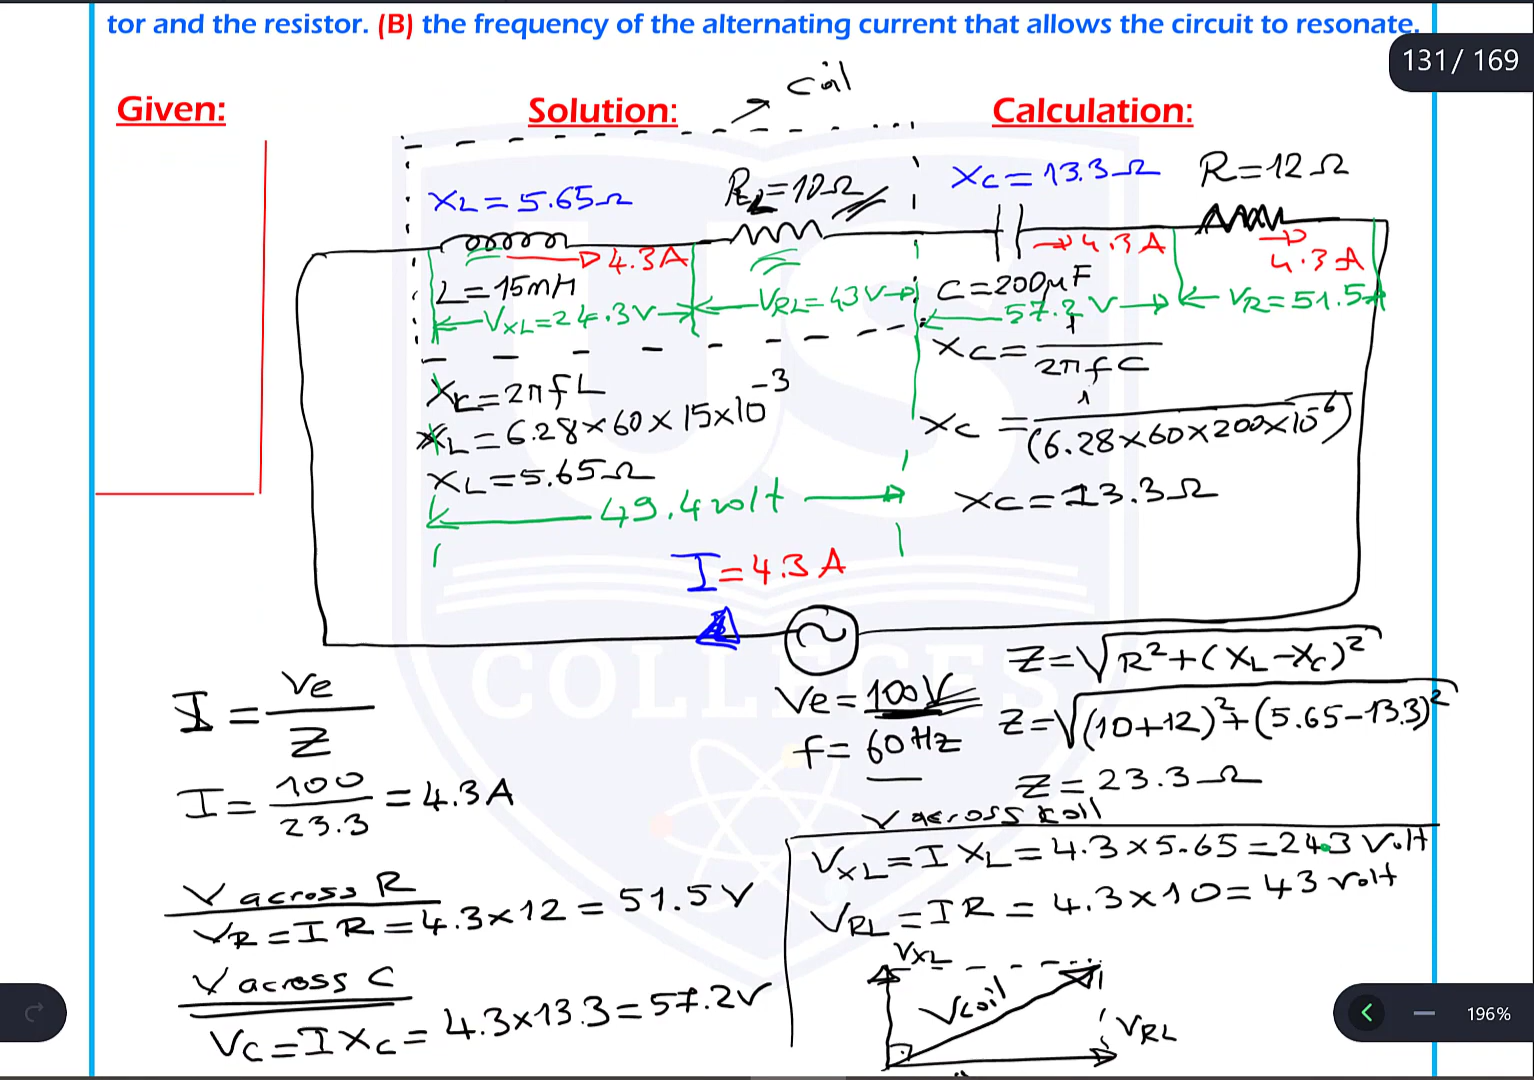 tor and the resistor. (B) the frequency of the alternating current that allows the circuit to resonate.
131/ 169
coil
Given:
Solution:
Calculation:
XL = 5.65Ω
RL=10Ω
XC = 13.3Ω
R=12Ω
4.3A
4.3 A
4.3 A
L=15mH
C=200μF
VXL=24.3V
VRL=43V
57.2 V
VR=51.5
XL=2πfL
XC = 1/2πfC
XL=6.28×60×15×10-3
XC = 1/(6.28×60×200×106)
XL=5.65Ω
XC=13.3Ω
49.4 volt
I=4.3A
COLLEGES
Z=√R2+(XL-XC)2
I = Ve/Z
Ve=100V
Z=√(10+12)2+(5.65-13.3)2
f= 60Hz
I= 100/23.3 = 4.3A
Z=23.3Ω
V across coil
VXL=I XL=4.3×5.65=24.3 Volt
V across R
VR=I R=4.3×12=51.5V
VRL=IR=4.3×10=43 volt
V across C
VC=I XC=4.3×13.3=57.2V
VXL
Vcoil
VRL
196%